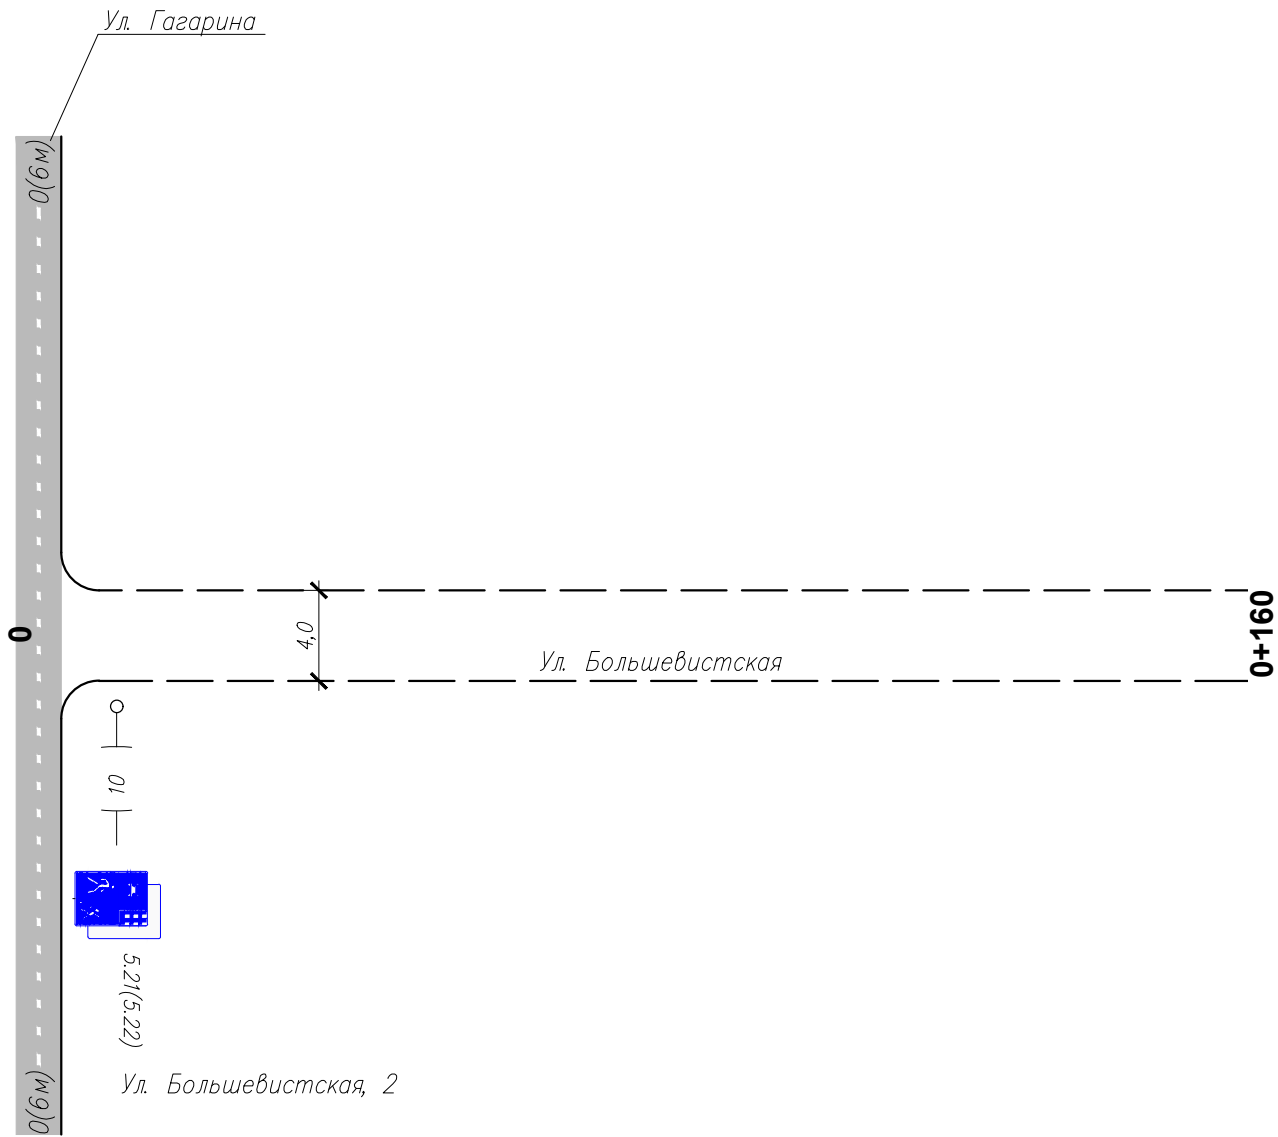 Ул. Гагарина
0(6м)
0
4,0
Ул. Большевистская
0+160
10
5.21(5.22)
Ул. Большевистская, 2
0(6м)